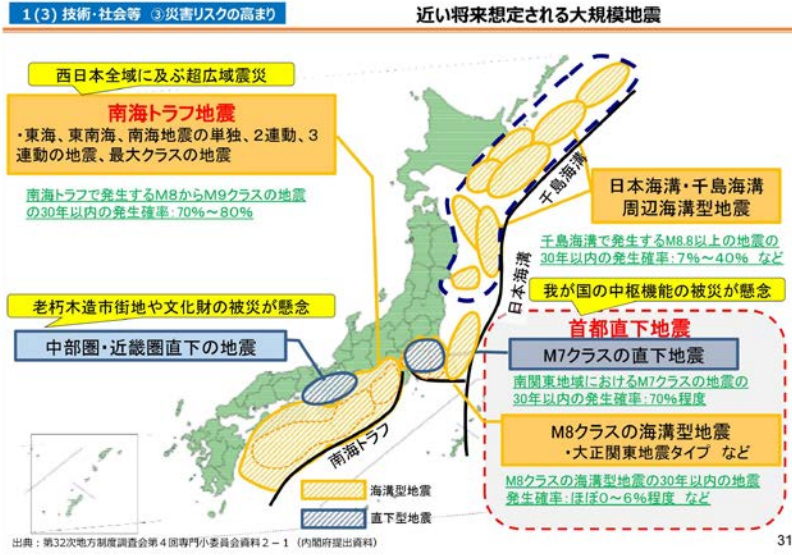 1(3) 技術・社会等 ③災害リスクの高まり
近い将来想定される大規模地震
西日本全域に及ぶ超広域震災
南海トラフ地震
・東海、東南海、南海地震の単独、2連動、3
連動の地震、最大クラスの地震
南海トラフで発生するM8からM9クラスの地震
の30年以内の発生確率:70%～80%
千島海溝
日本海溝・千島海溝
周辺海溝型地震
千島海溝で発生するM8.8以上の地震の
30年以内の発生確率:7%～40% など
日本海溝
老朽木造市街地や文化財の被災が懸念
中部圏・近畿圏直下の地震
我が国の中枢機能の被災が懸念
首都直下地震
M7クラスの直下地震
南関東地域におけるM7クラスの地震の
30年以内の発生確率:70%程度
M8クラスの海溝型地震
・大正関東地震タイプ など
M8クラスの海溝型地震の30年以内の地震
発生確率:ほぼ0～6%程度 など
南海トラフ
海溝型地震
直下型地震
出典:第32次地方制度調査会第4回専門小委員会資料2－1(内閣府提出資料)
31